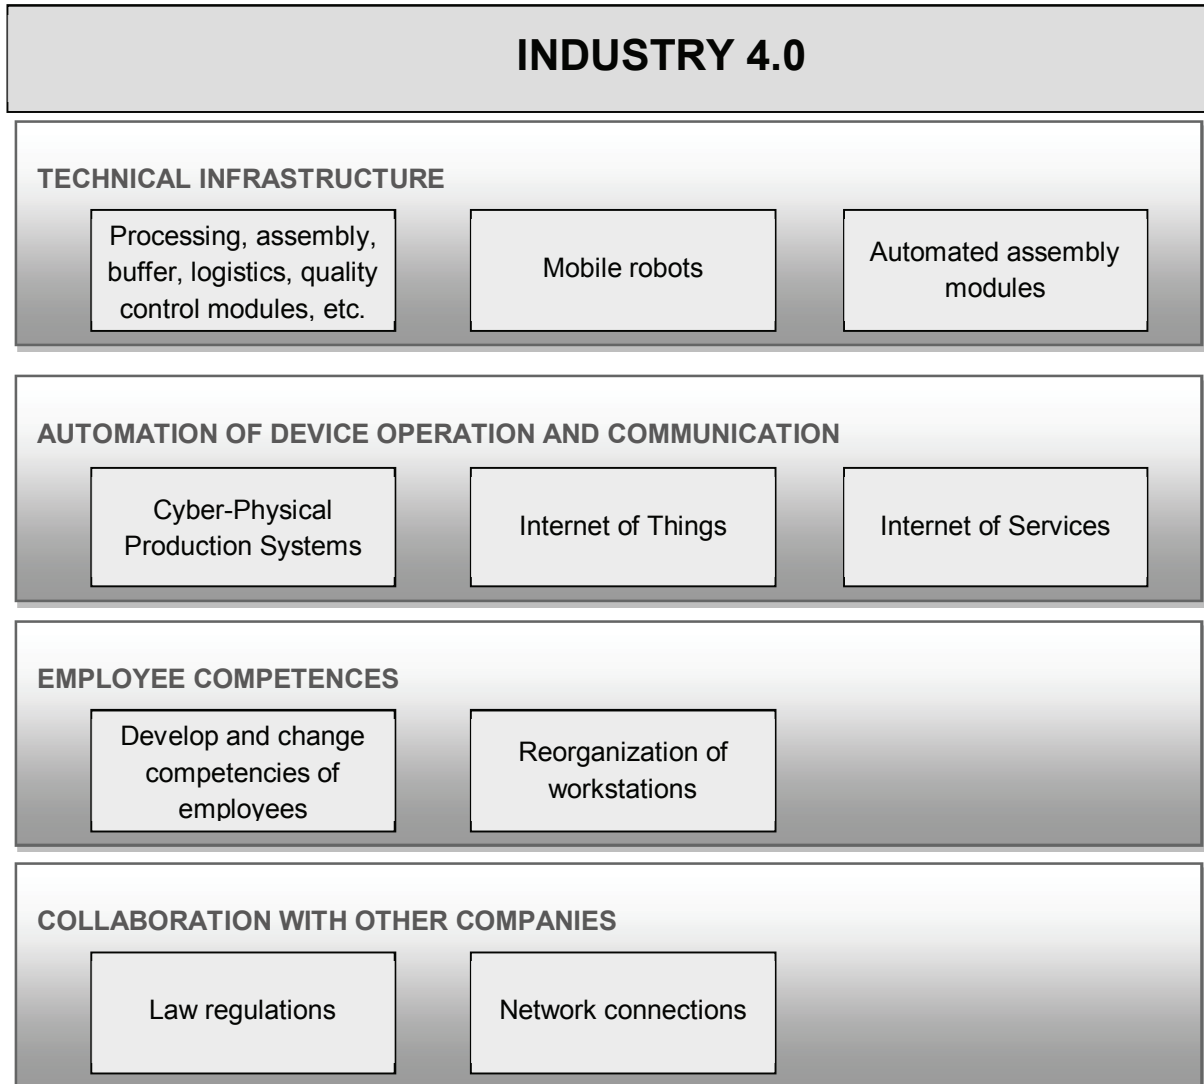 INDUSTRY 4.0
TECHNICAL INFRASTRUCTURE
Processing, assembly,
buffer, logistics, quality
control modules, etc.
Mobile robots
Automated assembly
modules
AUTOMATION OF DEVICE OPERATION AND COMMUNICATION
Cyber-Physical
Production Systems
Internet of Things
Internet of Services
EMPLOYEE COMPETENCES
Develop and change
competencies of
employees
Reorganization of
workstations
COLLABORATION WITH OTHER COMPANIES
Law regulations
Network connections